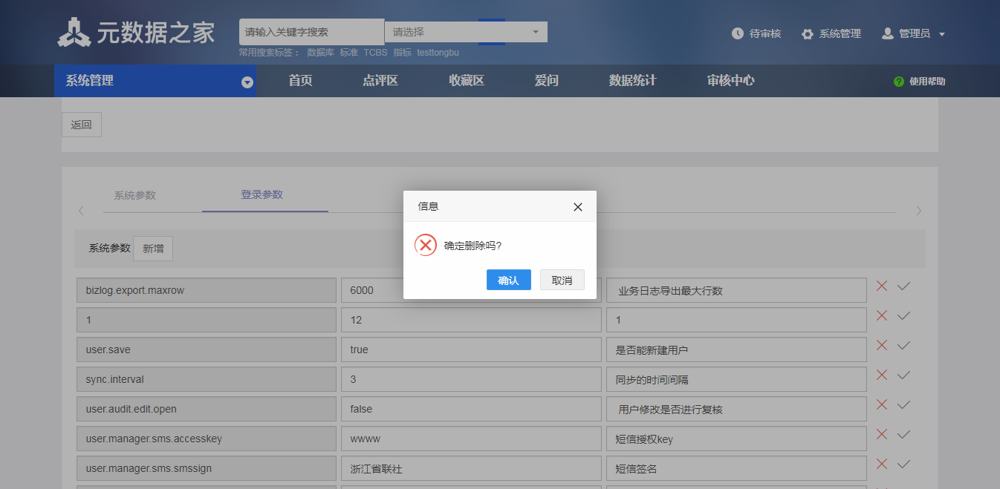 元数据之家
请输入关键字搜索 请选择
常用搜索标签： 数据库 标准 TCBS 指标 testtongbu
待审核 系统管理 管理员
系统管理 首页 点评区 收藏区 爱问 数据统计 审核中心 使用帮助
返回
系统参数 登录参数
系统参数 新增
信息
确定删除吗?
确认 取消
bizlog.export.maxrow 6000 业务日志导出最大行数
1 12 1
user.save true 是否能新建用户
sync.interval 3 同步的时间间隔
user.audit.edit.open false 用户修改是否进行复核
user.manager.sms.accesskey wwww 短信授权key
user.manager.sms.smssign 浙江省联社 短信签名